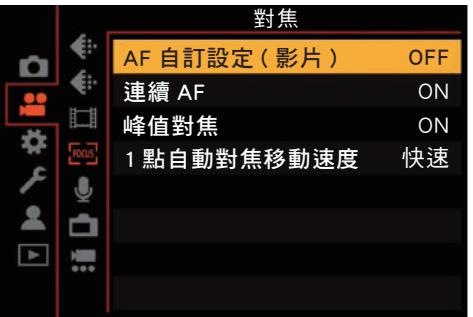 對焦
AF 自訂設定 ( 影片 ) OFF
連續 AF ON
峰值對焦 ON
1 點自動對焦移動速度 快速
FOCUS